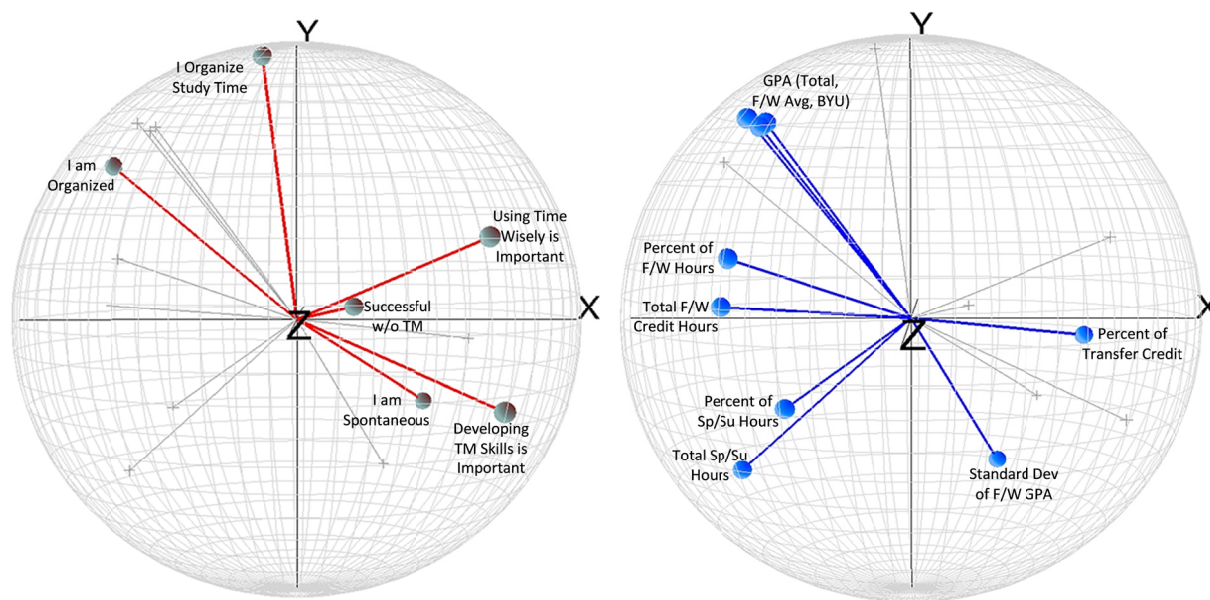 Y
I Organize
Study Time
I am
Organized
Using Time
Wisely is
Important
X
Successful
w/o TM
Z
I am
Spontaneous
Developing
TM Skills is
Important
Y
GPA (Total,
F/W Avg, BYU)
Percent of
F/W Hours
Total F/W
Credit Hours
X
Z
Percent of
Transfer Credit
Percent of
Sp/Su Hours
Total Sp/Su
Hours
Standard Dev
of F/W GPA